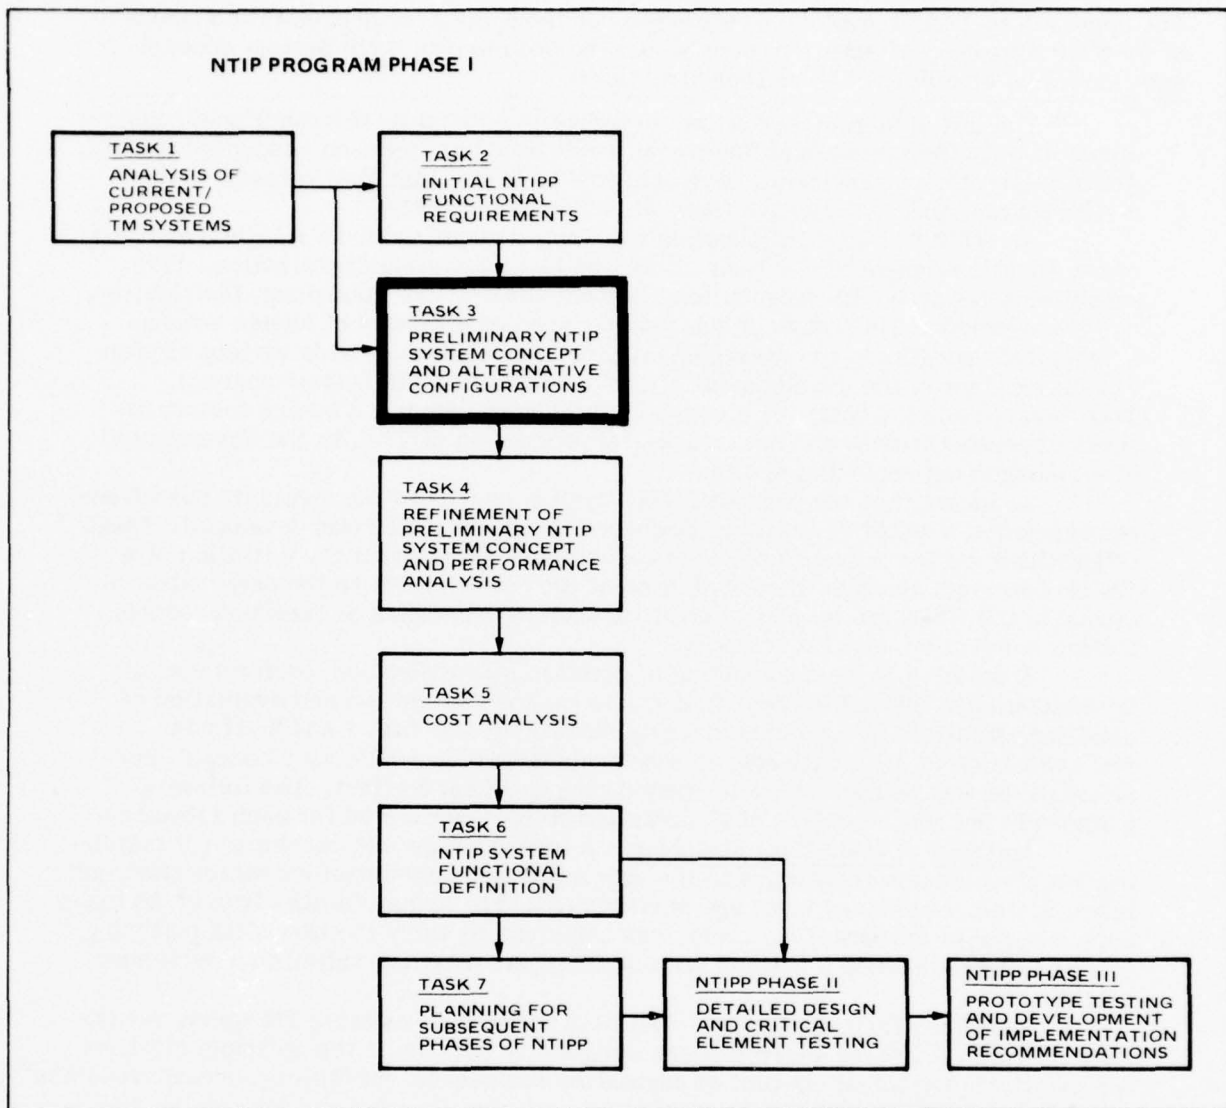 NTIP PROGRAM PHASE I
TASK 1
ANALYSIS OF
CURRENT/
PROPOSED
TM SYSTEMS
TASK 2
INITIAL NTIPP
FUNCTIONAL
REQUIREMENTS
TASK 3
PRELIMINARY NTIP
SYSTEM CONCEPT
AND ALTERNATIVE
CONFIGURATIONS
TASK 4
REFINEMENT OF
PRELIMINARY NTIP
SYSTEM CONCEPT
AND PERFORMANCE
ANALYSIS
TASK 5
COST ANALYSIS
TASK 6
NTIP SYSTEM
FUNCTIONAL
DEFINITION
TASK 7
PLANNING FOR
SUBSEQUENT
PHASES OF NTIPP
NTIPP PHASE II
DETAILED DESIGN
AND CRITICAL
ELEMENT TESTING
NTIPP PHASE III
PROTOTYPE TESTING
AND DEVELOPMENT
OF IMPLEMENTATION
RECOMMENDATIONS